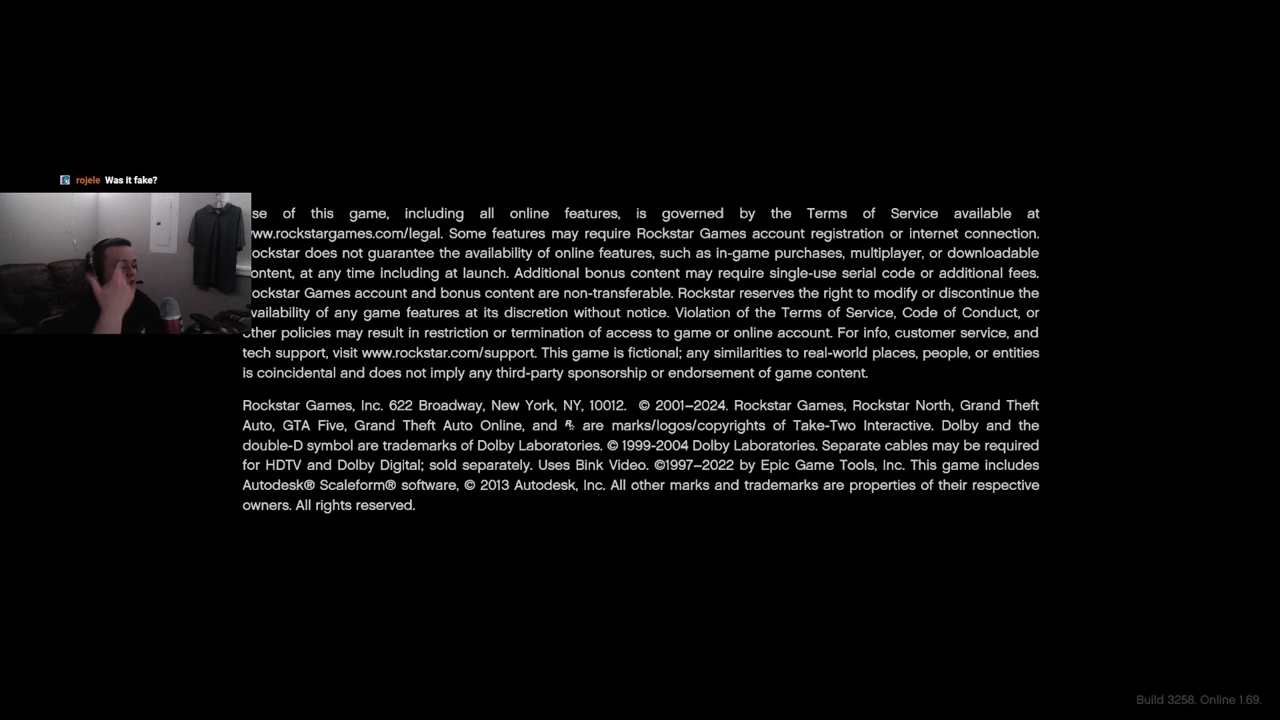 rojele Was it fake?
se of this game, including all online features, is governed by the Terms of Service available at
ww.rockstargames.com/legal. Some features may require Rockstar Games account registration or internet connection.
ockstar does not guarantee the availability of online features, such as in-game purchases, multiplayer, or downloadable
ontent, at any time including at launch. Additional bonus content may require single-use serial code or additional fees.
ockstar Games account and bonus content are non-transferable. Rockstar reserves the right to modify or discontinue the
vailability of any game features at its discretion without notice. Violation of the Terms of Service, Code of Conduct, or
ther policies may result in restriction or termination of access to game or online account. For info, customer service, and
tech support, visit www.rockstar.com/support. This game is fictional; any similarities to real-world places, people, or entities
is coincidental and does not imply any third-party sponsorship or endorsement of game content.
Rockstar Games, Inc. 622 Broadway, New York, NY, 10012. © 2001–2024. Rockstar Games, Rockstar North, Grand Theft
Auto, GTA Five, Grand Theft Auto Online, and R* are marks/logos/copyrights of Take-Two Interactive. Dolby and the
double-D symbol are trademarks of Dolby Laboratories. © 1999-2004 Dolby Laboratories. Separate cables may be required
for HDTV and Dolby Digital; sold separately. Uses Bink Video. ©1997–2022 by Epic Game Tools, Inc. This game includes
Autodesk® Scaleform® software, © 2013 Autodesk, Inc. All other marks and trademarks are properties of their respective
owners. All rights reserved.
Build 3258. Online 1.69.